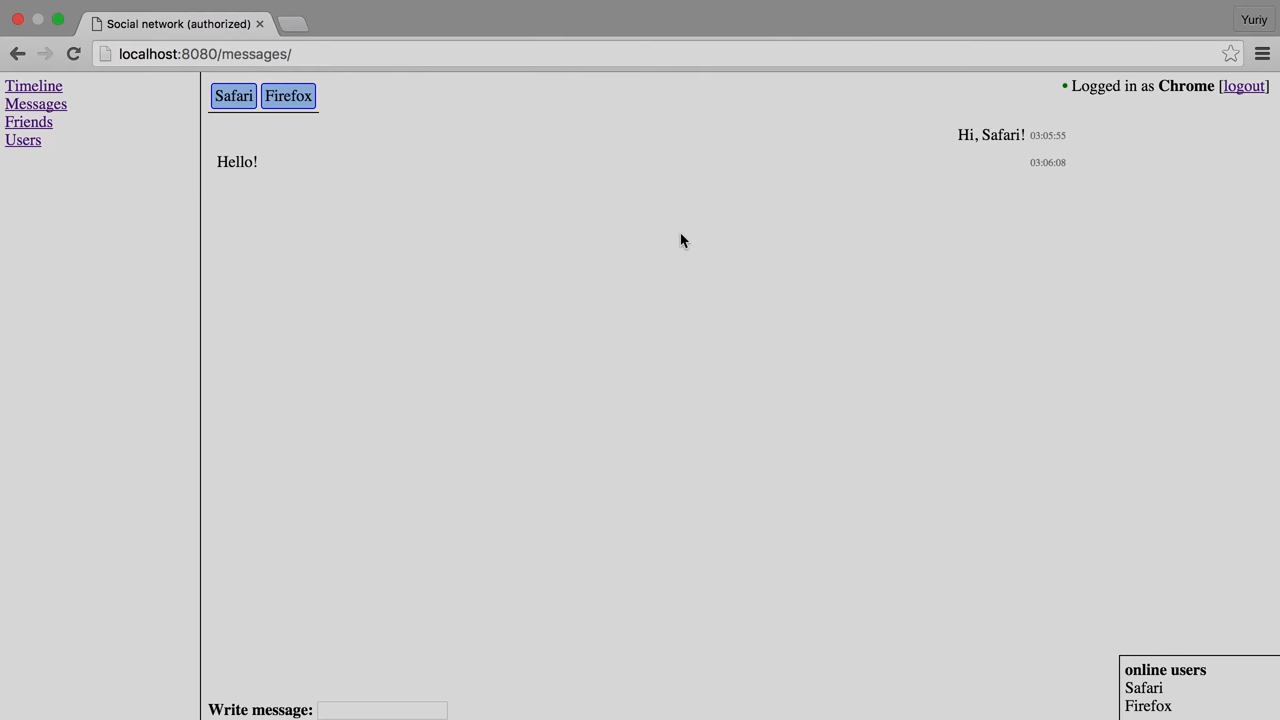 Social network (authorized)
Yuriy
localhost:8080/messages/
Timeline
Messages
Friends
Users
Safari Firefox
• Logged in as Chrome [logout]
Hi, Safari! 03:05:55
Hello! 03:06:08
online users
Safari
Firefox
Write message: